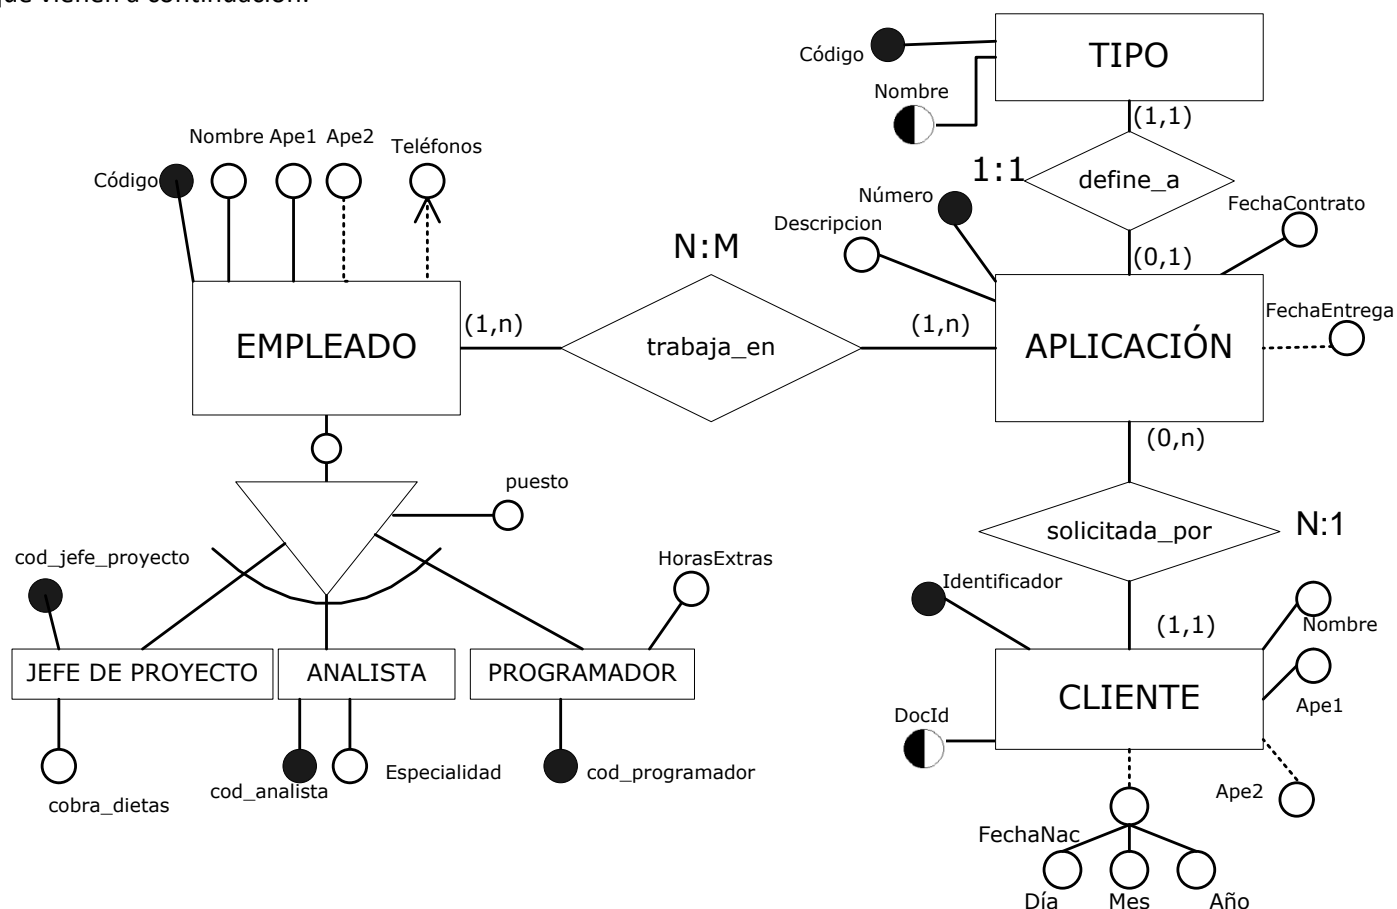 que vienen a continuación.
Código
TIPO
Nombre
(1,1)
1:1
define_a
Nombre Ape1 Ape2
Teléfonos
Código
Número
Descripcion
FechaContrato
(0,1)
N:M
EMPLEADO
(1,n)
trabaja_en
(1,n)
APLICACIÓN
FechaEntrega
(0,n)
puesto
solicitada_por
N:1
cod_jefe_proyecto
HorasExtras
Identificador
(1,1)
Nombre
JEFE DE PROYECTO
ANALISTA
PROGRAMADOR
CLIENTE
Ape1
DocId
cobra_dietas
cod_analista
Especialidad
cod_programador
Ape2
FechaNac
Día
Mes
Año